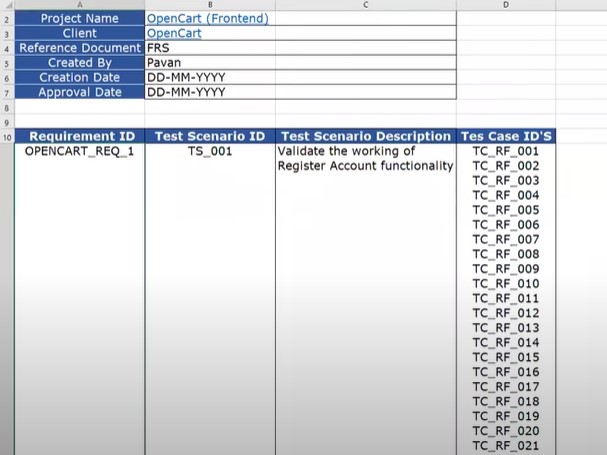 A B C D
2 Project Name OpenCart (Frontend)
3 Client OpenCart
4 Reference Document FRS
5 Created By Pavan
6 Creation Date DD-MM-YYYY
7 Approval Date DD-MM-YYYY
8
9
10 Requirement ID Test Scenario ID Test Scenario Description Tes Case ID'S
OPENCART_REQ_1 TS_001 Validate the working of TC_RF_001
Register Account functionality TC_RF_002
TC_RF_003
TC_RF_004
TC_RF_005
TC_RF_006
TC_RF_007
TC_RF_008
TC_RF_009
TC_RF_010
TC_RF_011
TC_RF_012
TC_RF_013
TC_RF_014
TC_RF_015
TC_RF_016
TC_RF_017
TC_RF_018
TC_RF_019
TC_RF_020
TC_RF_021